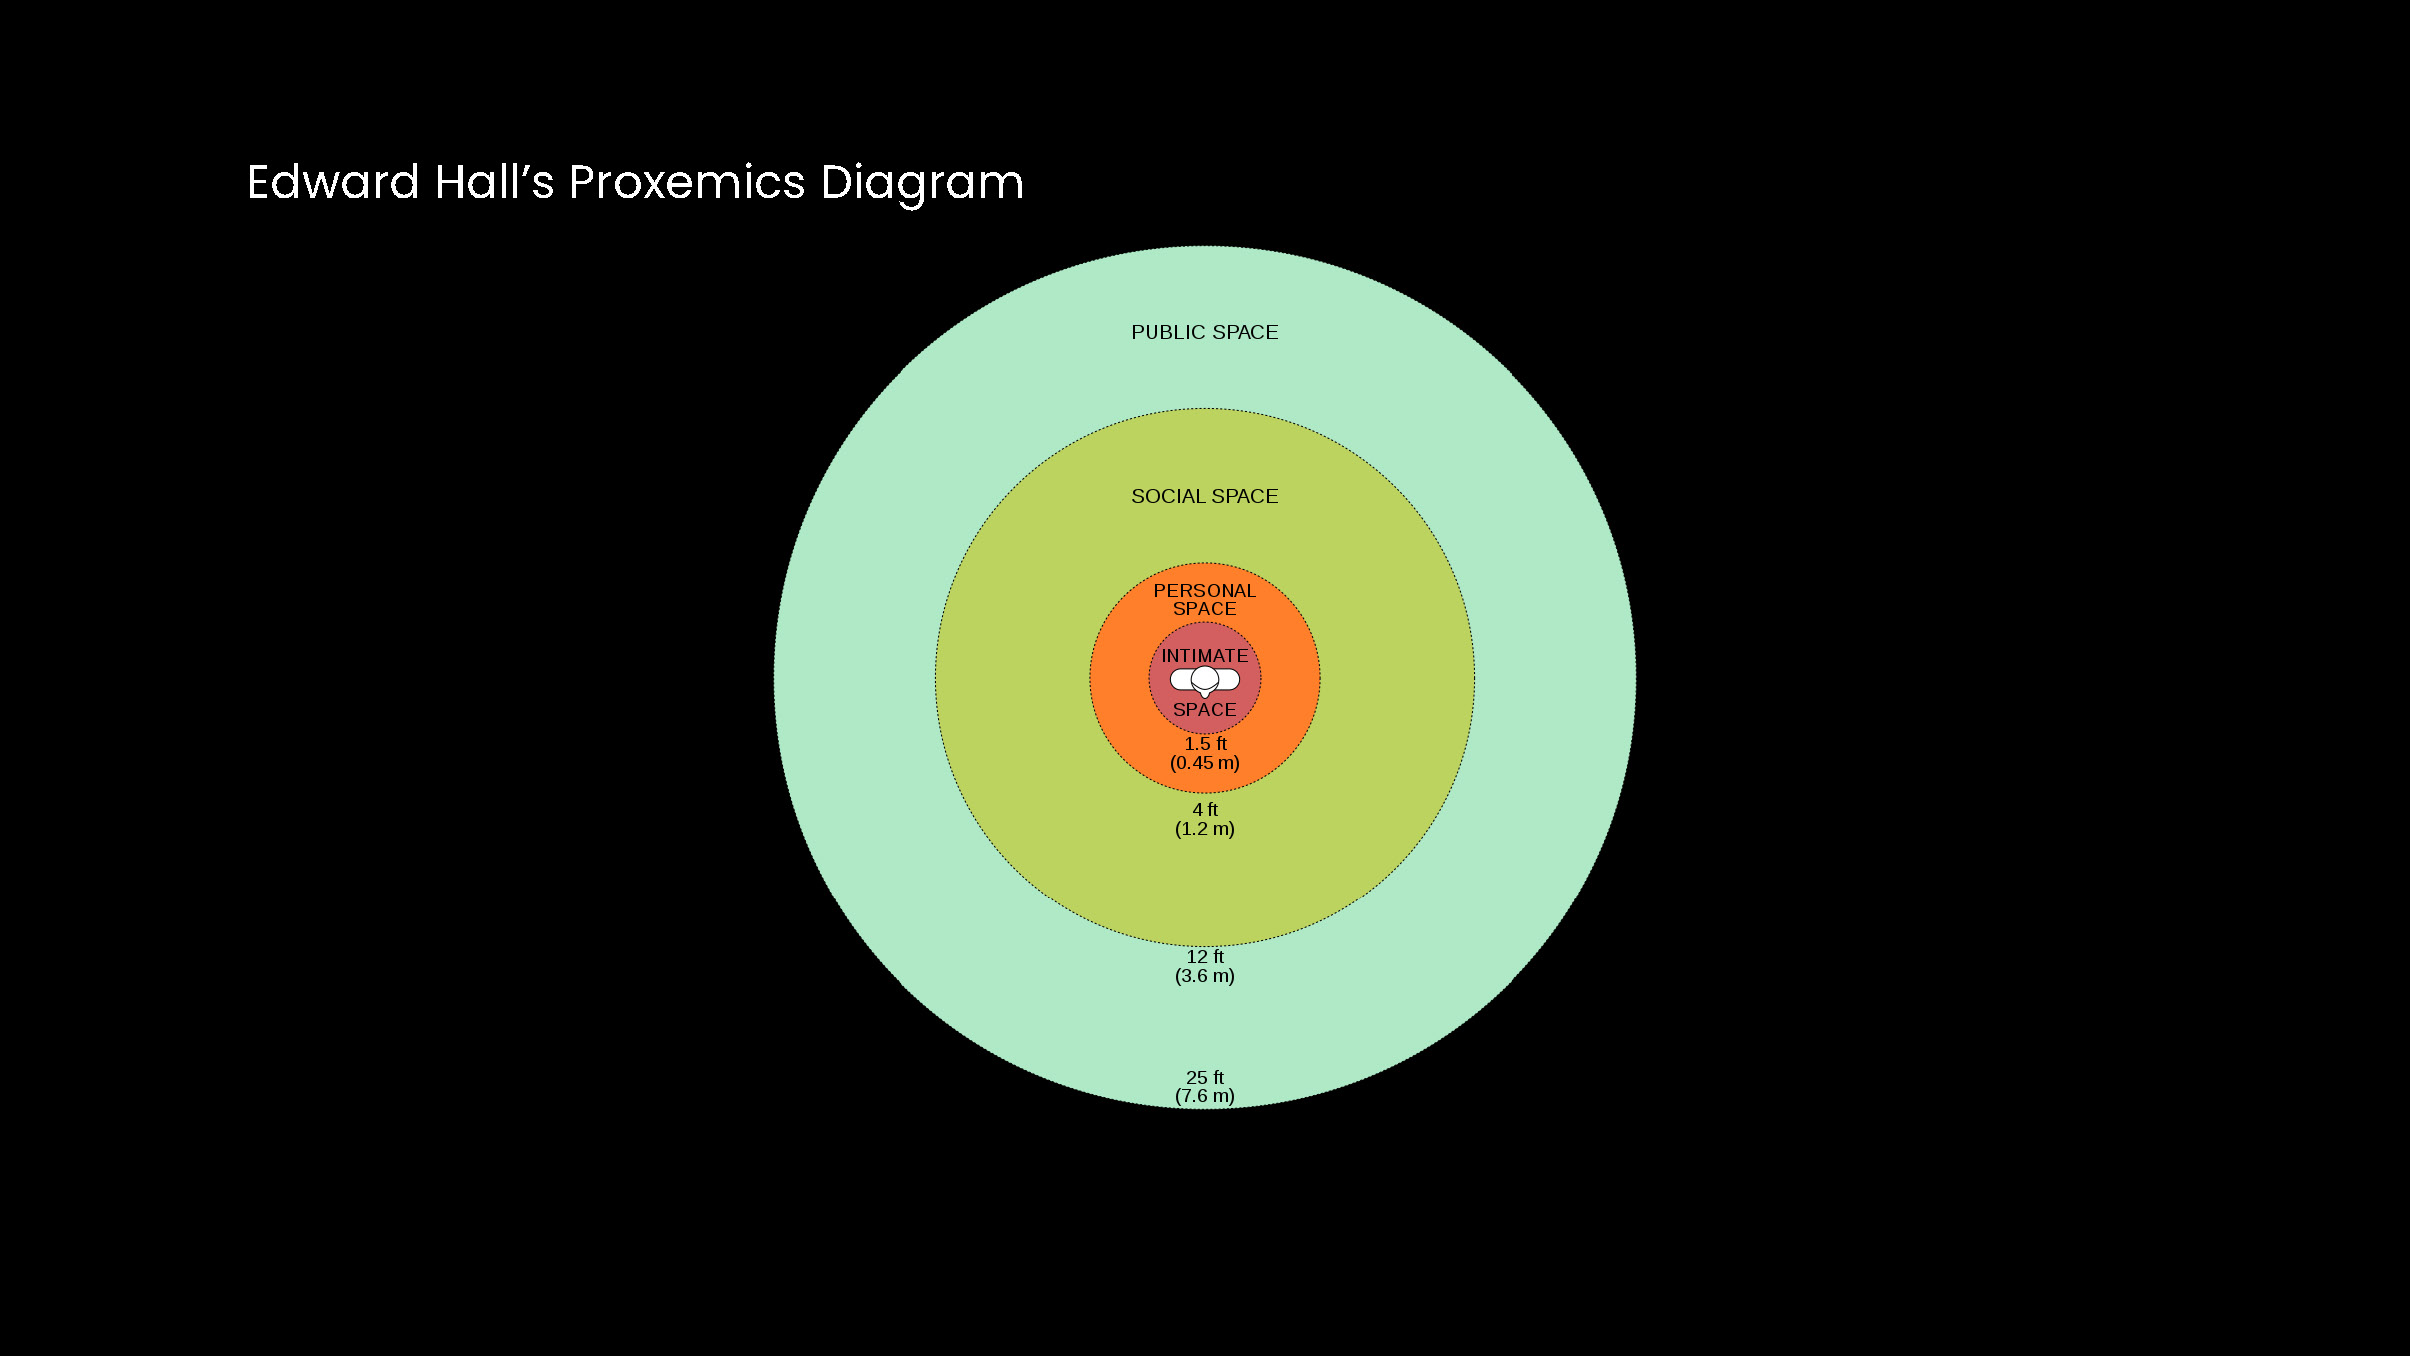 Edward Hall’s Proxemics Diagram
PUBLIC SPACE
SOCIAL SPACE
PERSONAL
SPACE
INTIMATE
SPACE
1.5 ft
(0.45 m)
4 ft
(1.2 m)
12 ft
(3.6 m)
25 ft
(7.6 m)